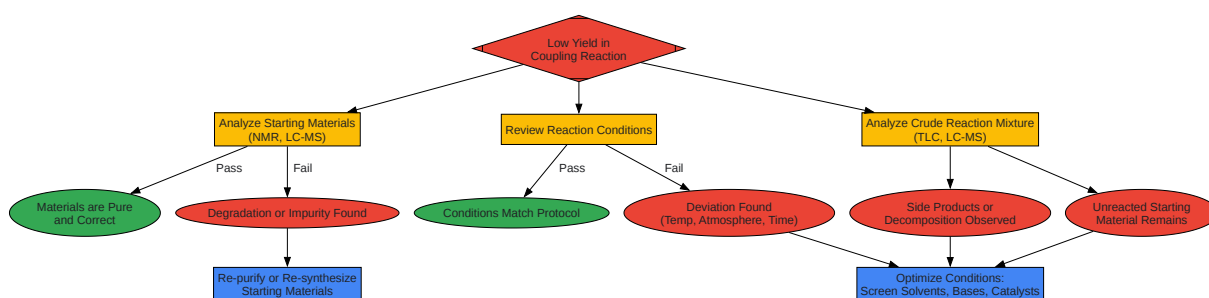 Low Yield in
Coupling Reaction
Analyze Starting Materials
(NMR, LC-MS)
Review Reaction Conditions
Analyze Crude Reaction Mixture
(TLC, LC-MS)
Pass
Fail
Pass
Fail
Materials are Pure
and Correct
Degradation or Impurity Found
Conditions Match Protocol
Deviation Found
(Temp, Atmosphere, Time)
Side Products or
Decomposition Observed
Unreacted Starting
Material Remains
Re-purify or Re-synthesize
Starting Materials
Optimize Conditions:
Screen Solvents, Bases, Catalysts